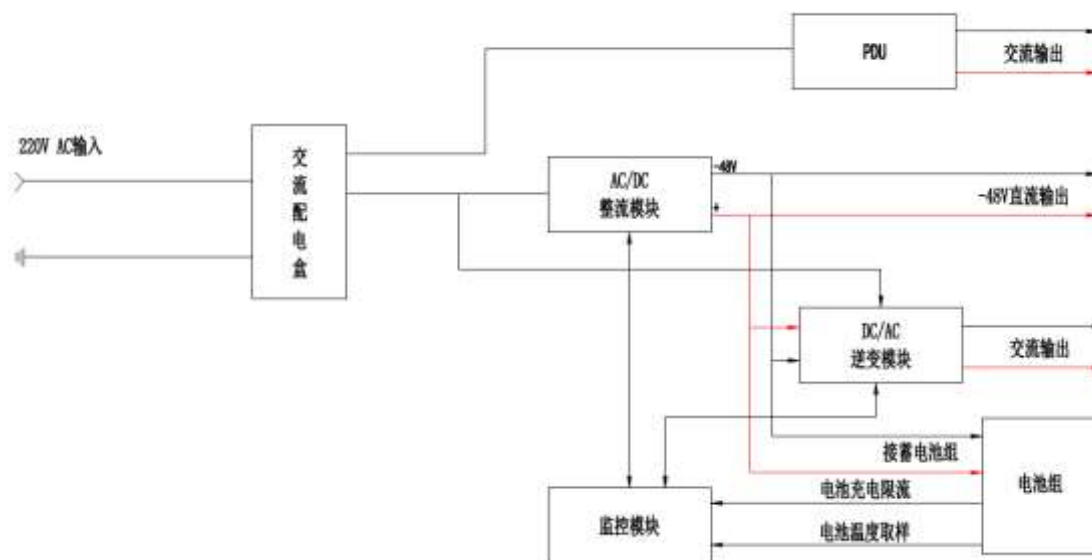 PDU
交流输出
220V AC输入
交流配电盒
AC/DC
整流模块
-48V
+
-48V直流输出
DC/AC
逆变模块
交流输出
接蓄电池组
电池组
电池充电限流
监控模块
电池温度取样